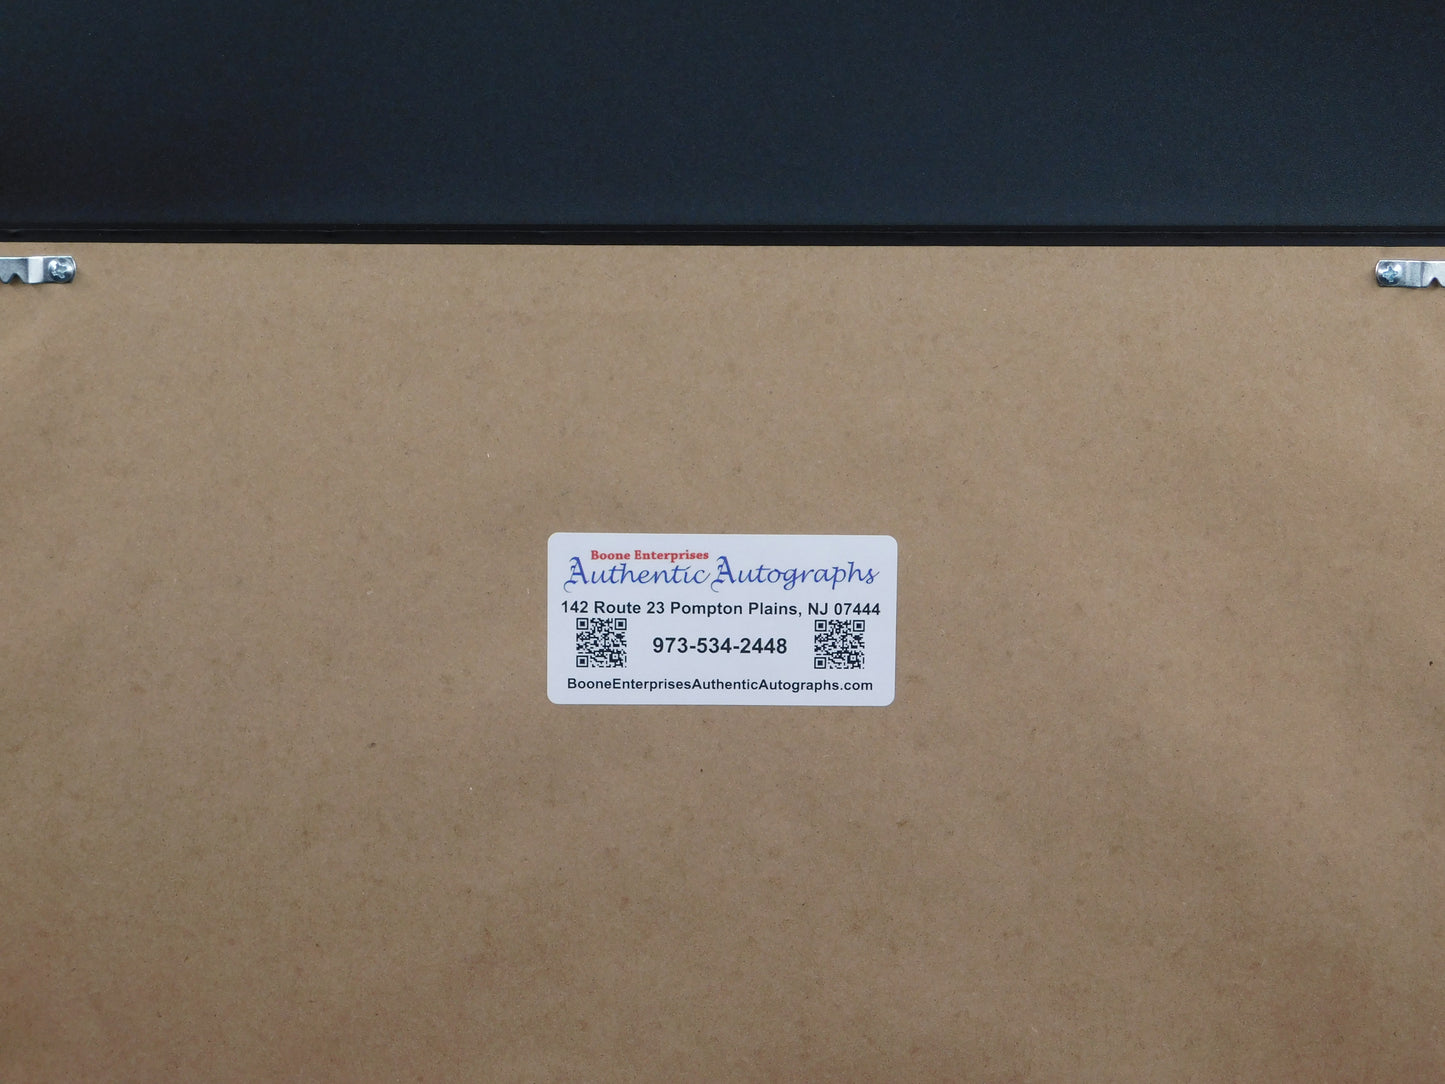 Boone Enterprises
Authentic Autographs
142 Route 23 Pompton Plains, NJ 07444
973-534-2448
BooneEnterprisesAuthenticAutographs.com